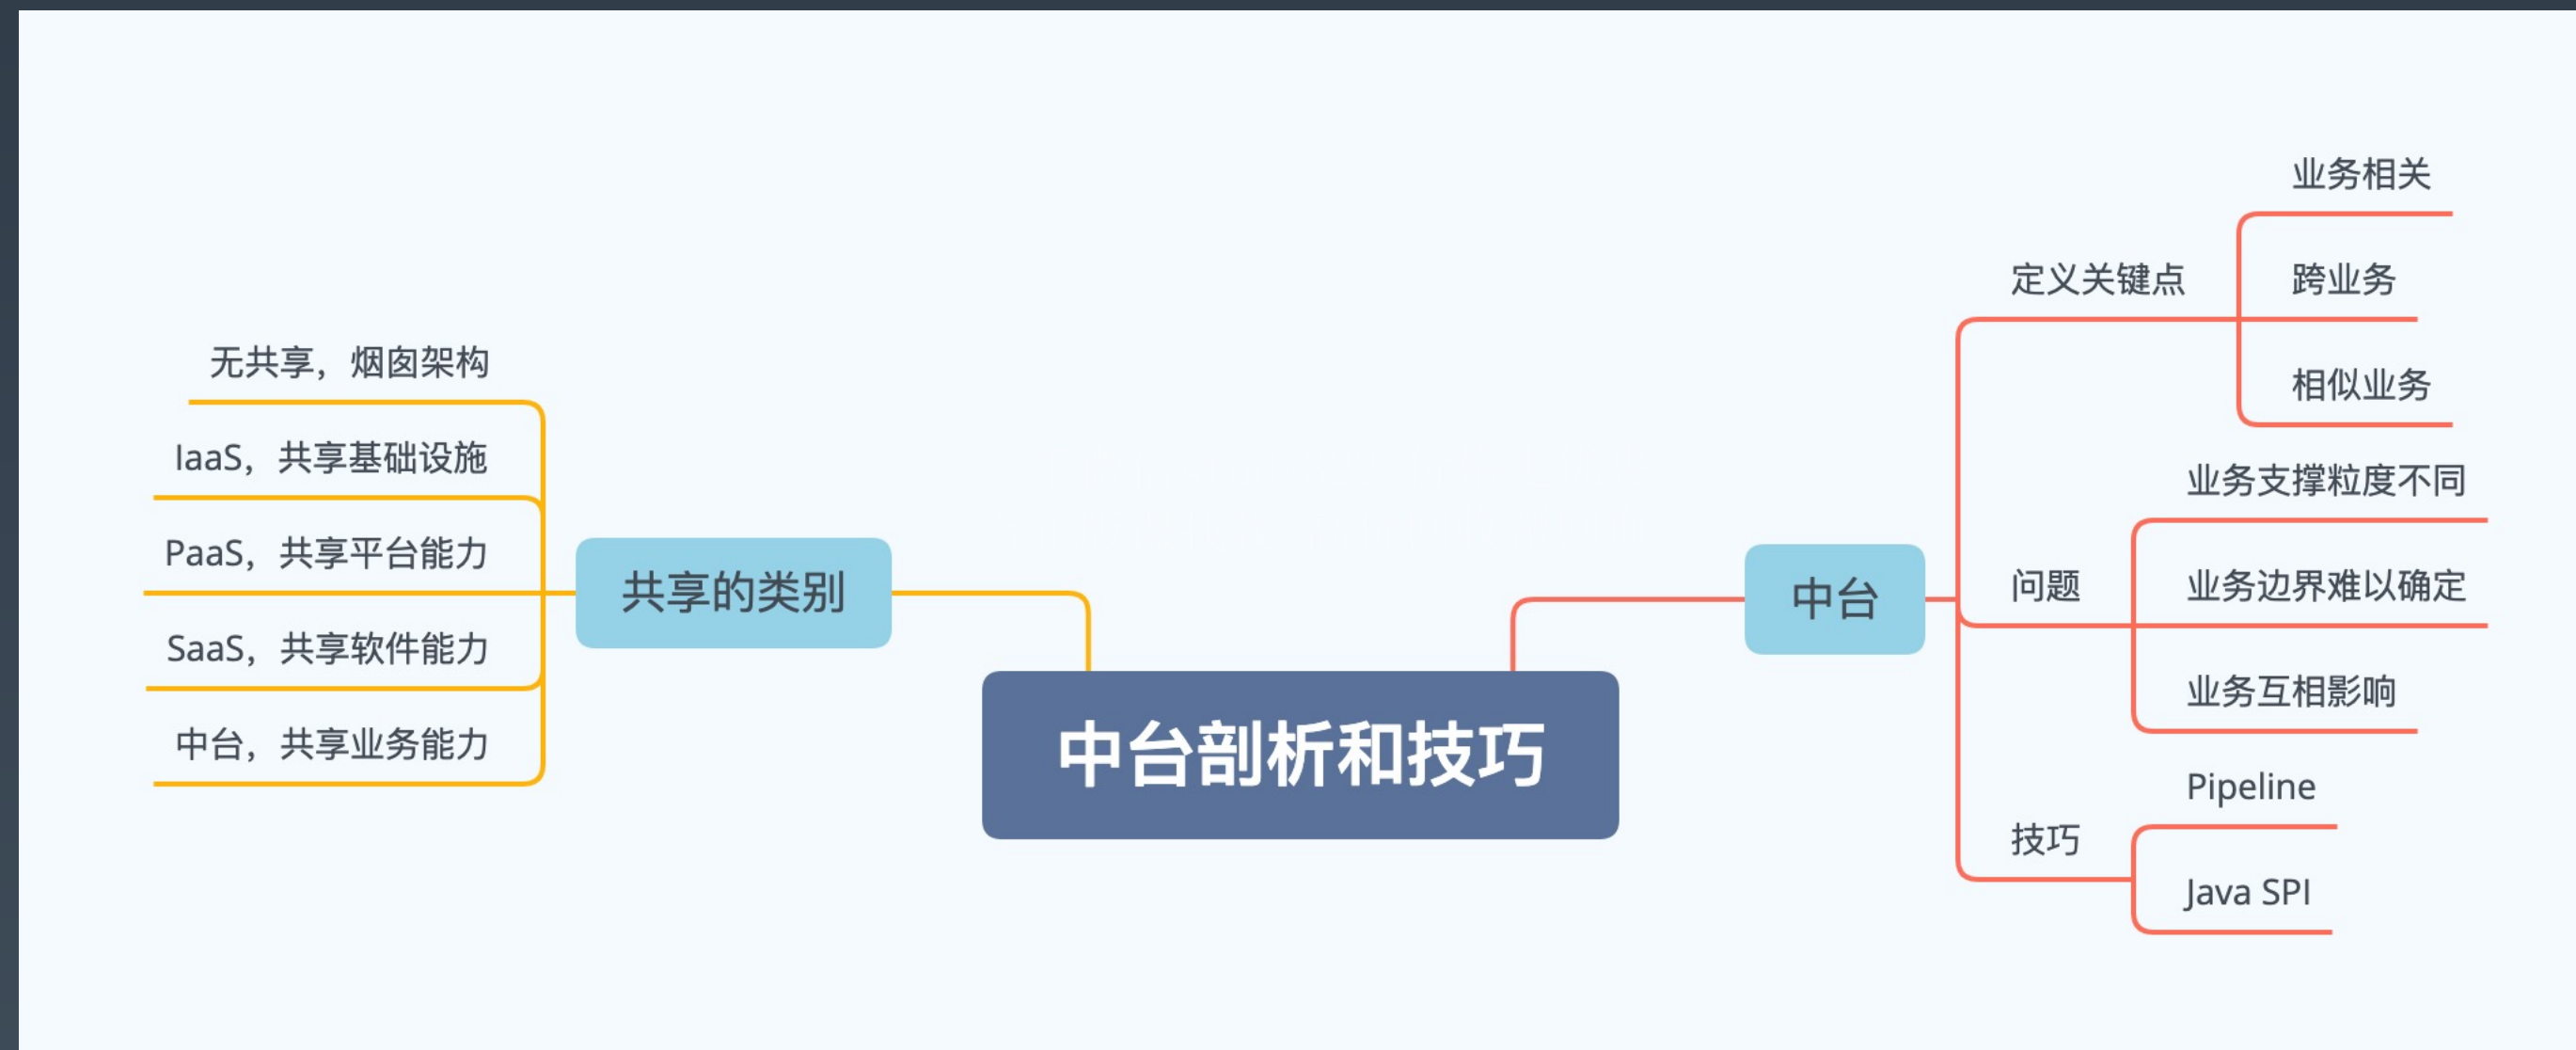 中台剖析和技巧
共享的类别
无共享，烟囱架构
IaaS，共享基础设施
PaaS，共享平台能力
SaaS，共享软件能力
中台，共享业务能力
中台
定义关键点
业务相关
跨业务
相似业务
问题
业务支撑粒度不同
业务边界难以确定
业务互相影响
技巧
Pipeline
Java SPI